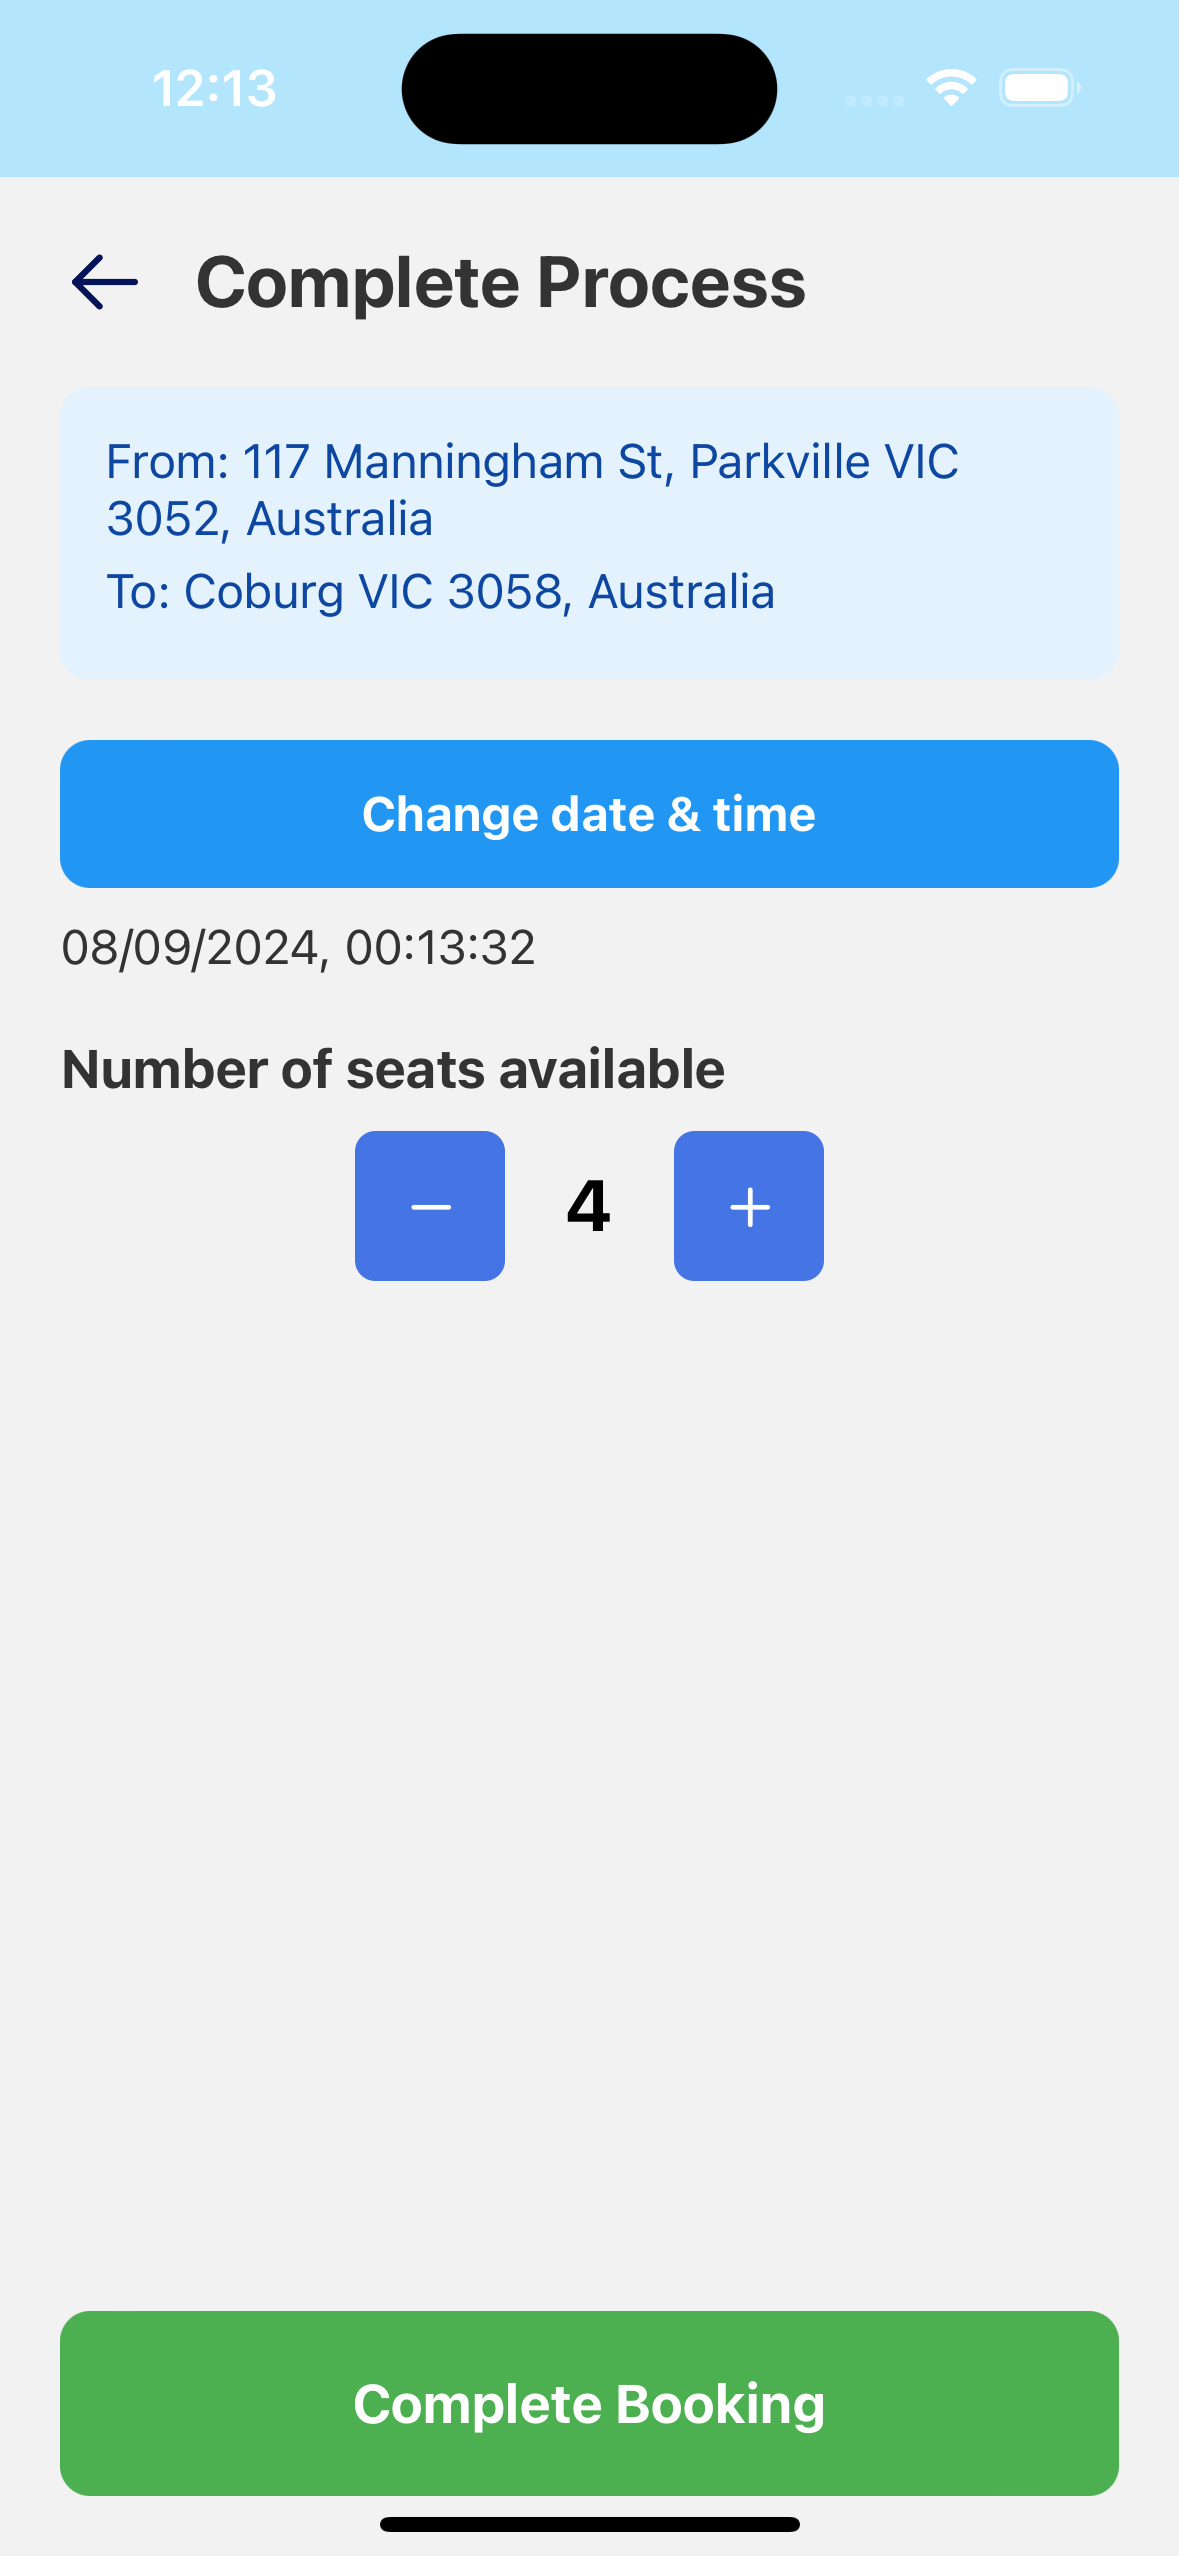 12:13
Complete Process
From: 117 Manningham St, Parkville VIC
3052, Australia
To: Coburg VIC 3058, Australia
Change date & time
08/09/2024, 00:13:32
Number of seats available
4
Complete Booking